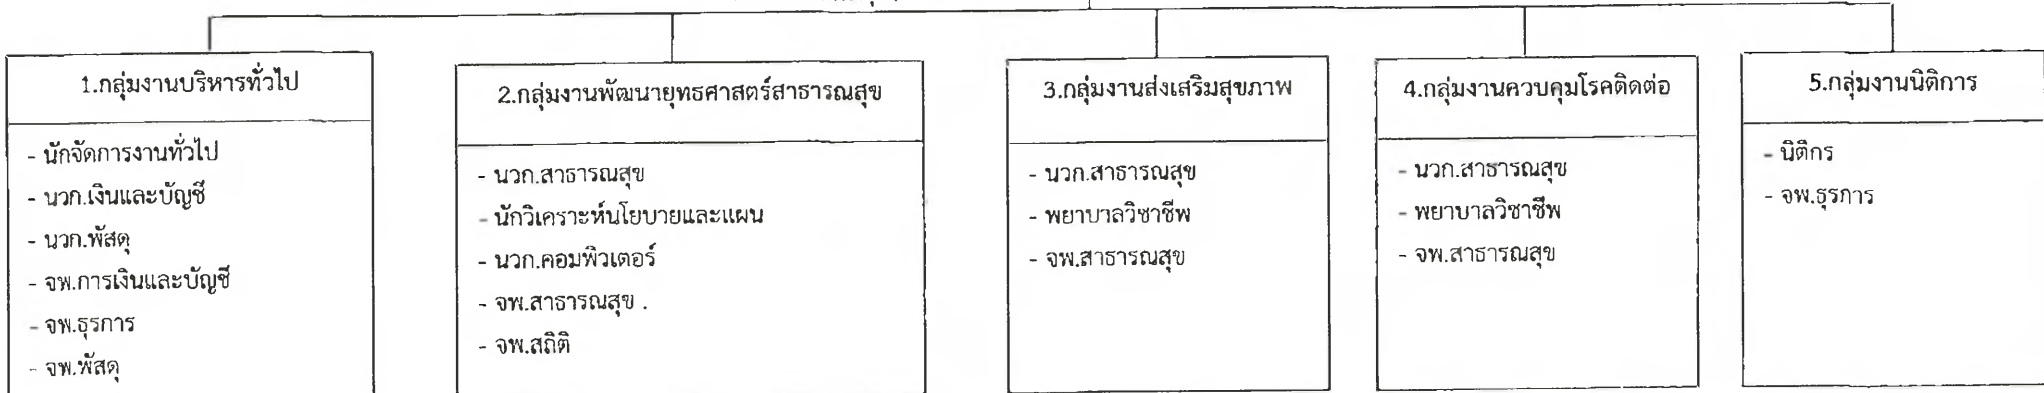 1.กลุ่มงานบริหารทั่วไป
- นักจัดการงานทั่วไป
- นวก.เงินและบัญชี
- นวก.พัสดุ
- จพ.การเงินและบัญชี
- จพ.ธุรการ
- จพ.พัสดุ
2.กลุ่มงานพัฒนายุทธศาสตร์สาธารณสุข
- นวก.สาธารณสุข
- นักวิเคราะห์นโยบายและแผน
- นวก.คอมพิวเตอร์
- จพ.สาธารณสุข .
- จพ.สถิติ
3.กลุ่มงานส่งเสริมสุขภาพ
- นวก.สาธารณสุข
- พยาบาลวิชาชีพ
- จพ.สาธารณสุข
4.กลุ่มงานควบคุมโรคติดต่อ
- นวก.สาธารณสุข
- พยาบาลวิชาชีพ
- จพ.สาธารณสุข
5.กลุ่มงานนิติการ
- นิติกร
- จพ.ธุรการ